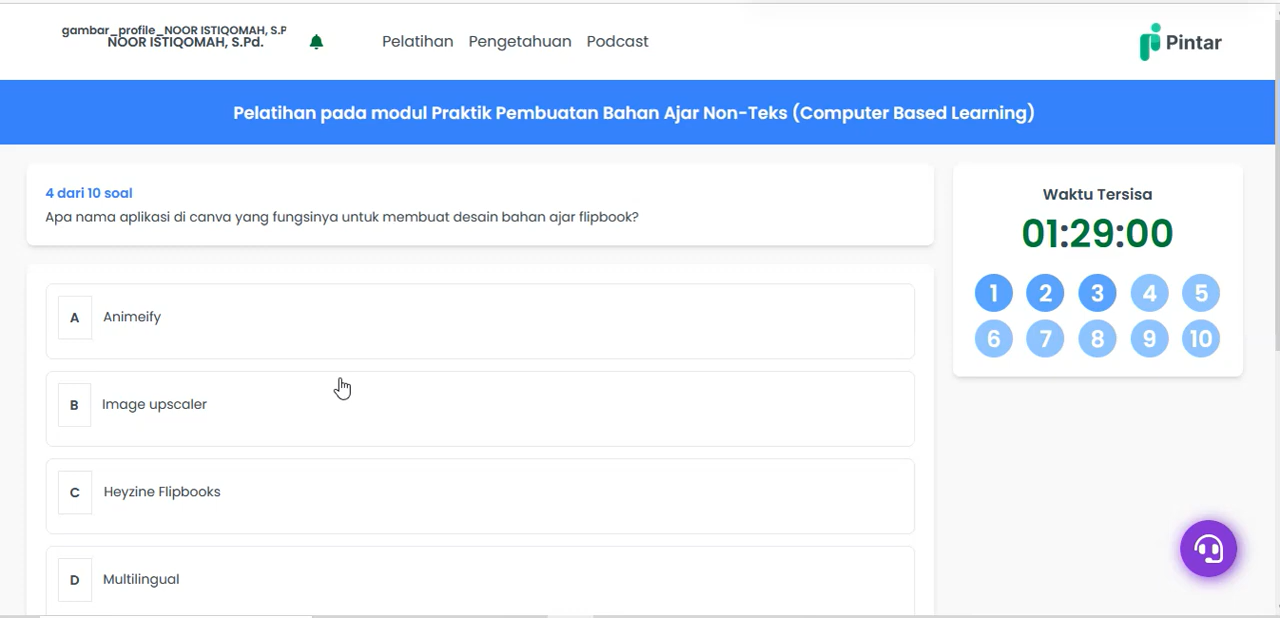 gambar_profile_NOOR ISTIQOMAH, S.P
NOOR ISTIQOMAH, S.Pd.
Pelatihan Pengetahuan Podcast
Pintar
Pelatihan pada modul Praktik Pembuatan Bahan Ajar Non-Teks (Computer Based Learning)
4 dari 10 soal
Apa nama aplikasi di canva yang fungsinya untuk membuat desain bahan ajar flipbook?
A Animeify
B Image upscaler
C Heyzine Flipbooks
D Multilingual
Waktu Tersisa
01:29:00
1 2 3 4 5
6 7 8 9 10